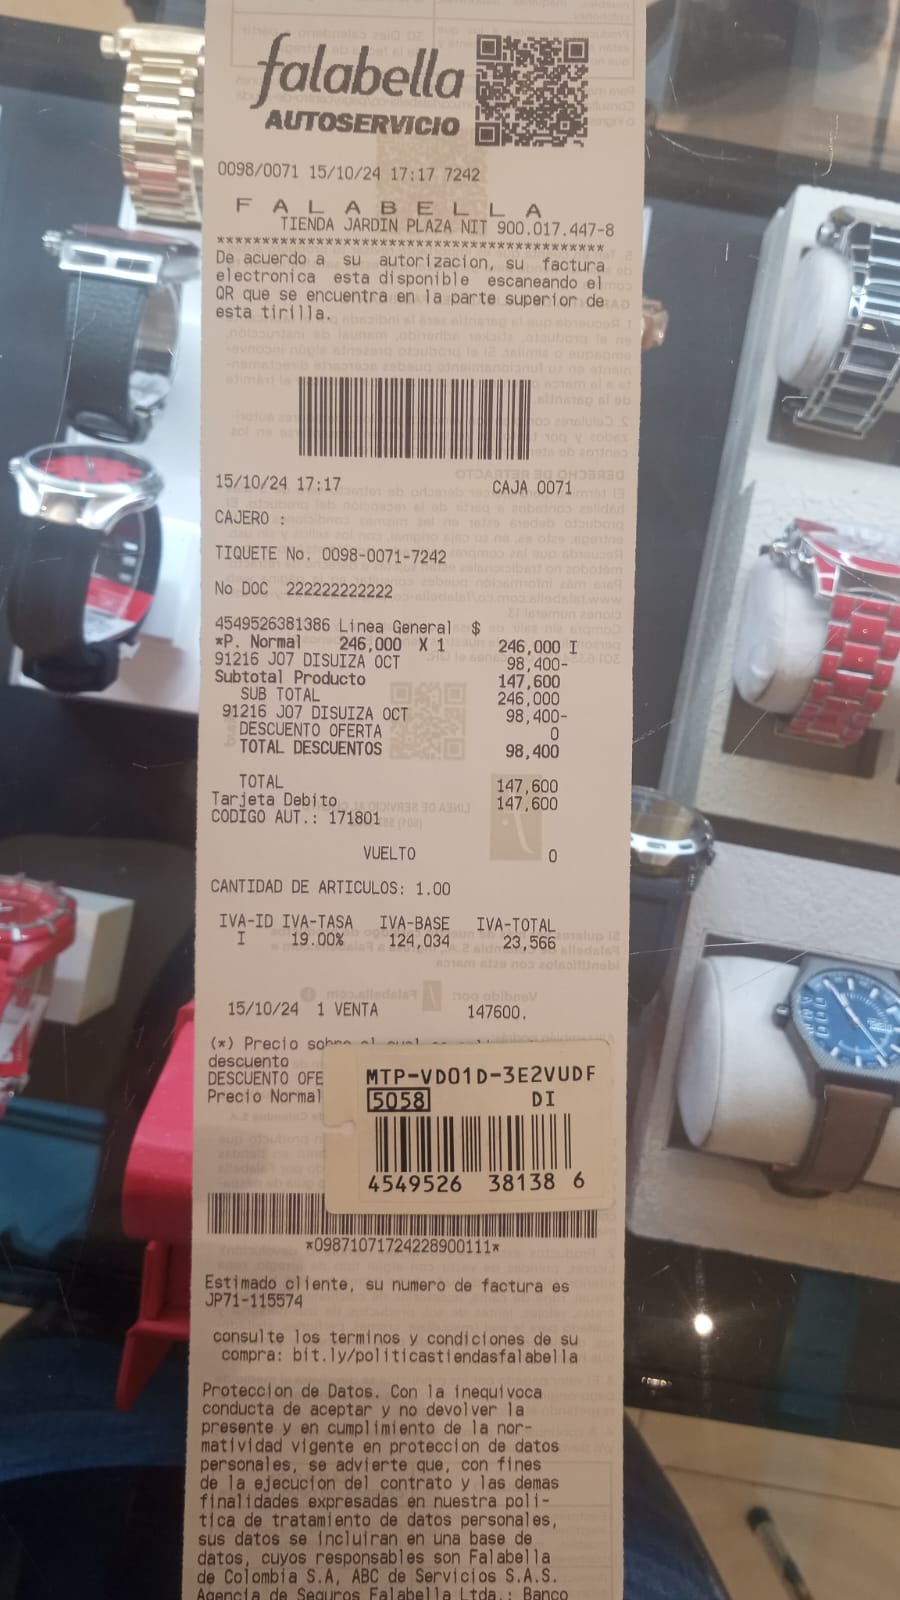 falabella
AUTOSERVICIO
0098/0071 15/10/24 17:17 7242
F A L A B E L L A
TIENDA JARDIN PLAZA NIT 900.017.447-8
******************************************
De acuerdo a su autorizacion, su factura
electronica esta disponible escaneando el
QR que se encuentra en la parte superior de
esta tirilla.
15/10/24 17:17 CAJA 0071
CAJERO :
TIQUETE No. 0098-0071-7242
No DOC 222222222222
4549526381386 Linea General $
*P. Normal 246,000 X 1 246,000 I
91216 J07 DISUIZA OCT 98,400-
Subtotal Producto 147,600
SUB TOTAL 246,000
91216 J07 DISUIZA OCT 98,400-
DESCUENTO OFERTA 0
TOTAL DESCUENTOS 98,400
TOTAL 147,600
Tarjeta Debito 147,600
CODIGO AUT.: 171801
VUELTO 0
CANTIDAD DE ARTICULOS: 1.00
IVA-ID IVA-TASA IVA-BASE IVA-TOTAL
I 19.00% 124,034 23,566
15/10/24 1 VENTA 147600.
(*) Precio
descuento
DESCUENTO OFE
Precio Normal
MTP-VD01D-3E2VUDF
5058 DI
4549526 38138 6
*09871071724228900111*
Estimado cliente, su numero de factura es
JP71-115574
consulte los terminos y condiciones de su
compra: bit.ly/politicastiendasfalabella
Proteccion de Datos. Con la inequivoca
conducta de aceptar y no devolver la
presente y en cumplimiento de la nor-
matividad vigente en proteccion de datos
personales, se advierte que, con fines
de la ejecucion del contrato y las demas
finalidades expresadas en nuestra poli-
tica de tratamiento de datos personales,
sus datos se incluiran en una base de
datos, cuyos responsables son Falabella
de Colombia S.A, ABC de Servicios S.A.S.
Agencia de Seguros Falabella Ltda.; Banco